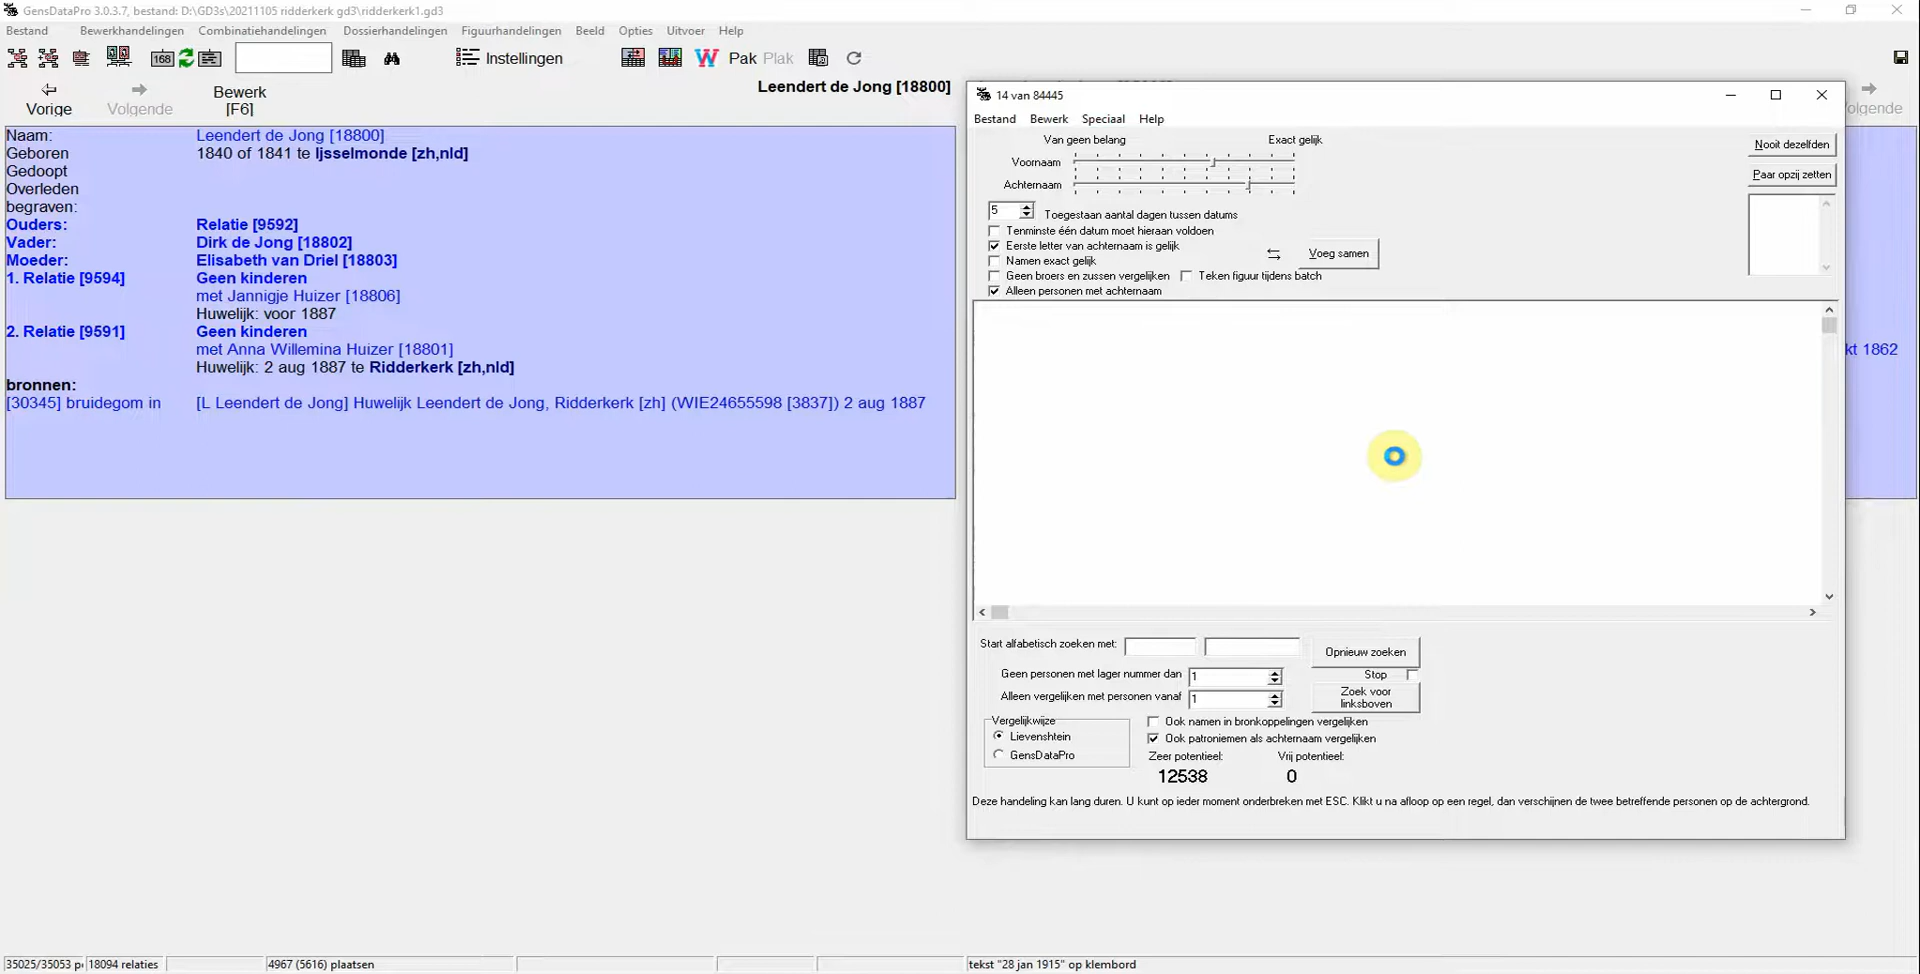 GensDataPro 3.0.3.7, bestand: D:\GD3s\20211105 ridderkerk gd3\ridderkerk1.gd3
Bestand Bewerkhandelingen Combinatiehandelingen Dossierhandelingen Figuurhandelingen Beeld Opties Uitvoer Help
168 Instellingen W Pak Plak
Vorige Volgende Bewerk [F6] Leendert de Jong [18800]
Naam: Leendert de Jong [18800]
Geboren 1840 of 1841 te Ijsselmonde [zh,nld]
Gedoopt
Overleden
begraven:
Ouders: Relatie [9592]
Vader: Dirk de Jong [18802]
Moeder: Elisabeth van Driel [18803]
1. Relatie [9594] Geen kinderen
met Jannigje Huizer [18806]
Huwelijk: voor 1887
2. Relatie [9591] Geen kinderen
met Anna Willemina Huizer [18801]
Huwelijk: 2 aug 1887 te Ridderkerk [zh,nld]
bronnen:
[30345] bruidegom in [L Leendert de Jong] Huwelijk Leendert de Jong, Ridderkerk [zh] (WIE24655598 [3837]) 2 aug 1887
14 van 84445
Bestand Bewerk Speciaal Help
Van geen belang Exact gelijk
Voornaam
Achternaam
Nooit dezelfden
Paar opzij zetten
5 Toegestaan aantal dagen tussen datums
Tenminste één datum moet hieraan voldoen
Eerste letter van achternaam is gelijk
Namen exact gelijk
Voeg samen
Geen broers en zussen vergelijken Teken figuur tijdens batch
Alleen personen met achternaam
Start alfabetisch zoeken met: Opnieuw zoeken
Geen personen met lager nummer dan 1 Stop
Alleen vergelijken met personen vanaf 1 Zoek voor linksboven
Vergelijkwijze
Lievenshtein
GensDataPro
Ook namen in bronkoppelingen vergelijken
Ook patroniemen als achternaam vergelijken
Zeer potentieel: Vrij potentieel:
12538 0
Deze handeling kan lang duren. U kunt op ieder moment onderbreken met ESC. Klikt u na afloop op een regel, dan verschijnen de twee betreffende personen op de achtergrond.
olgende
kt 1862
35025/35053 p 18094 relaties 4967 (5616) plaatsen tekst "28 jan 1915" op klembord